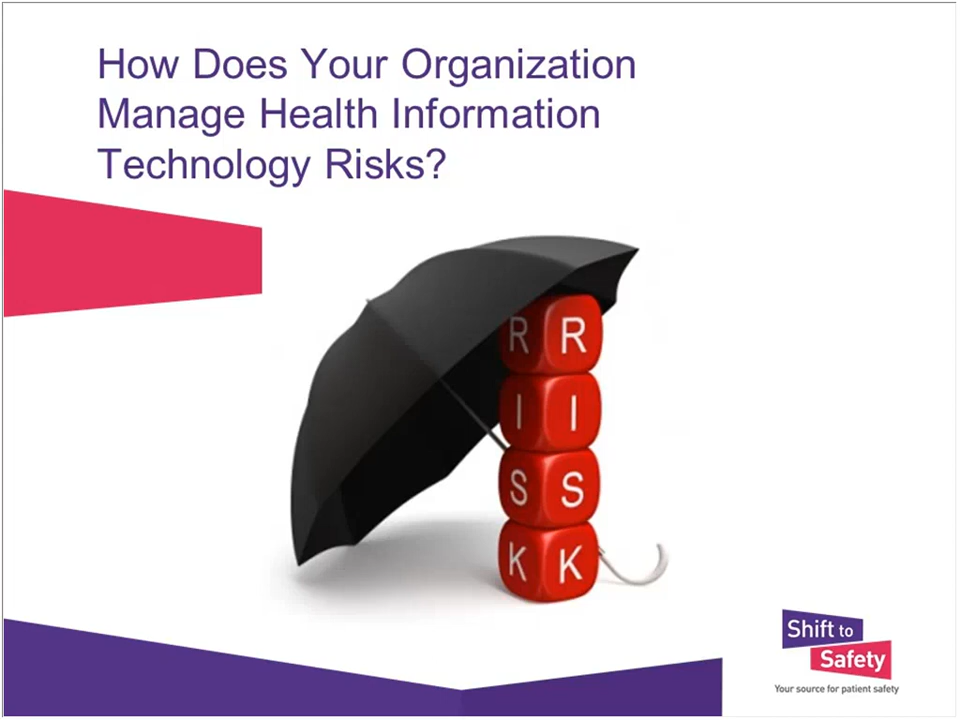 How Does Your Organization
Manage Health Information
Technology Risks?
R R
I I
S S
K K
Shift to
Safety
Your source for patient safety